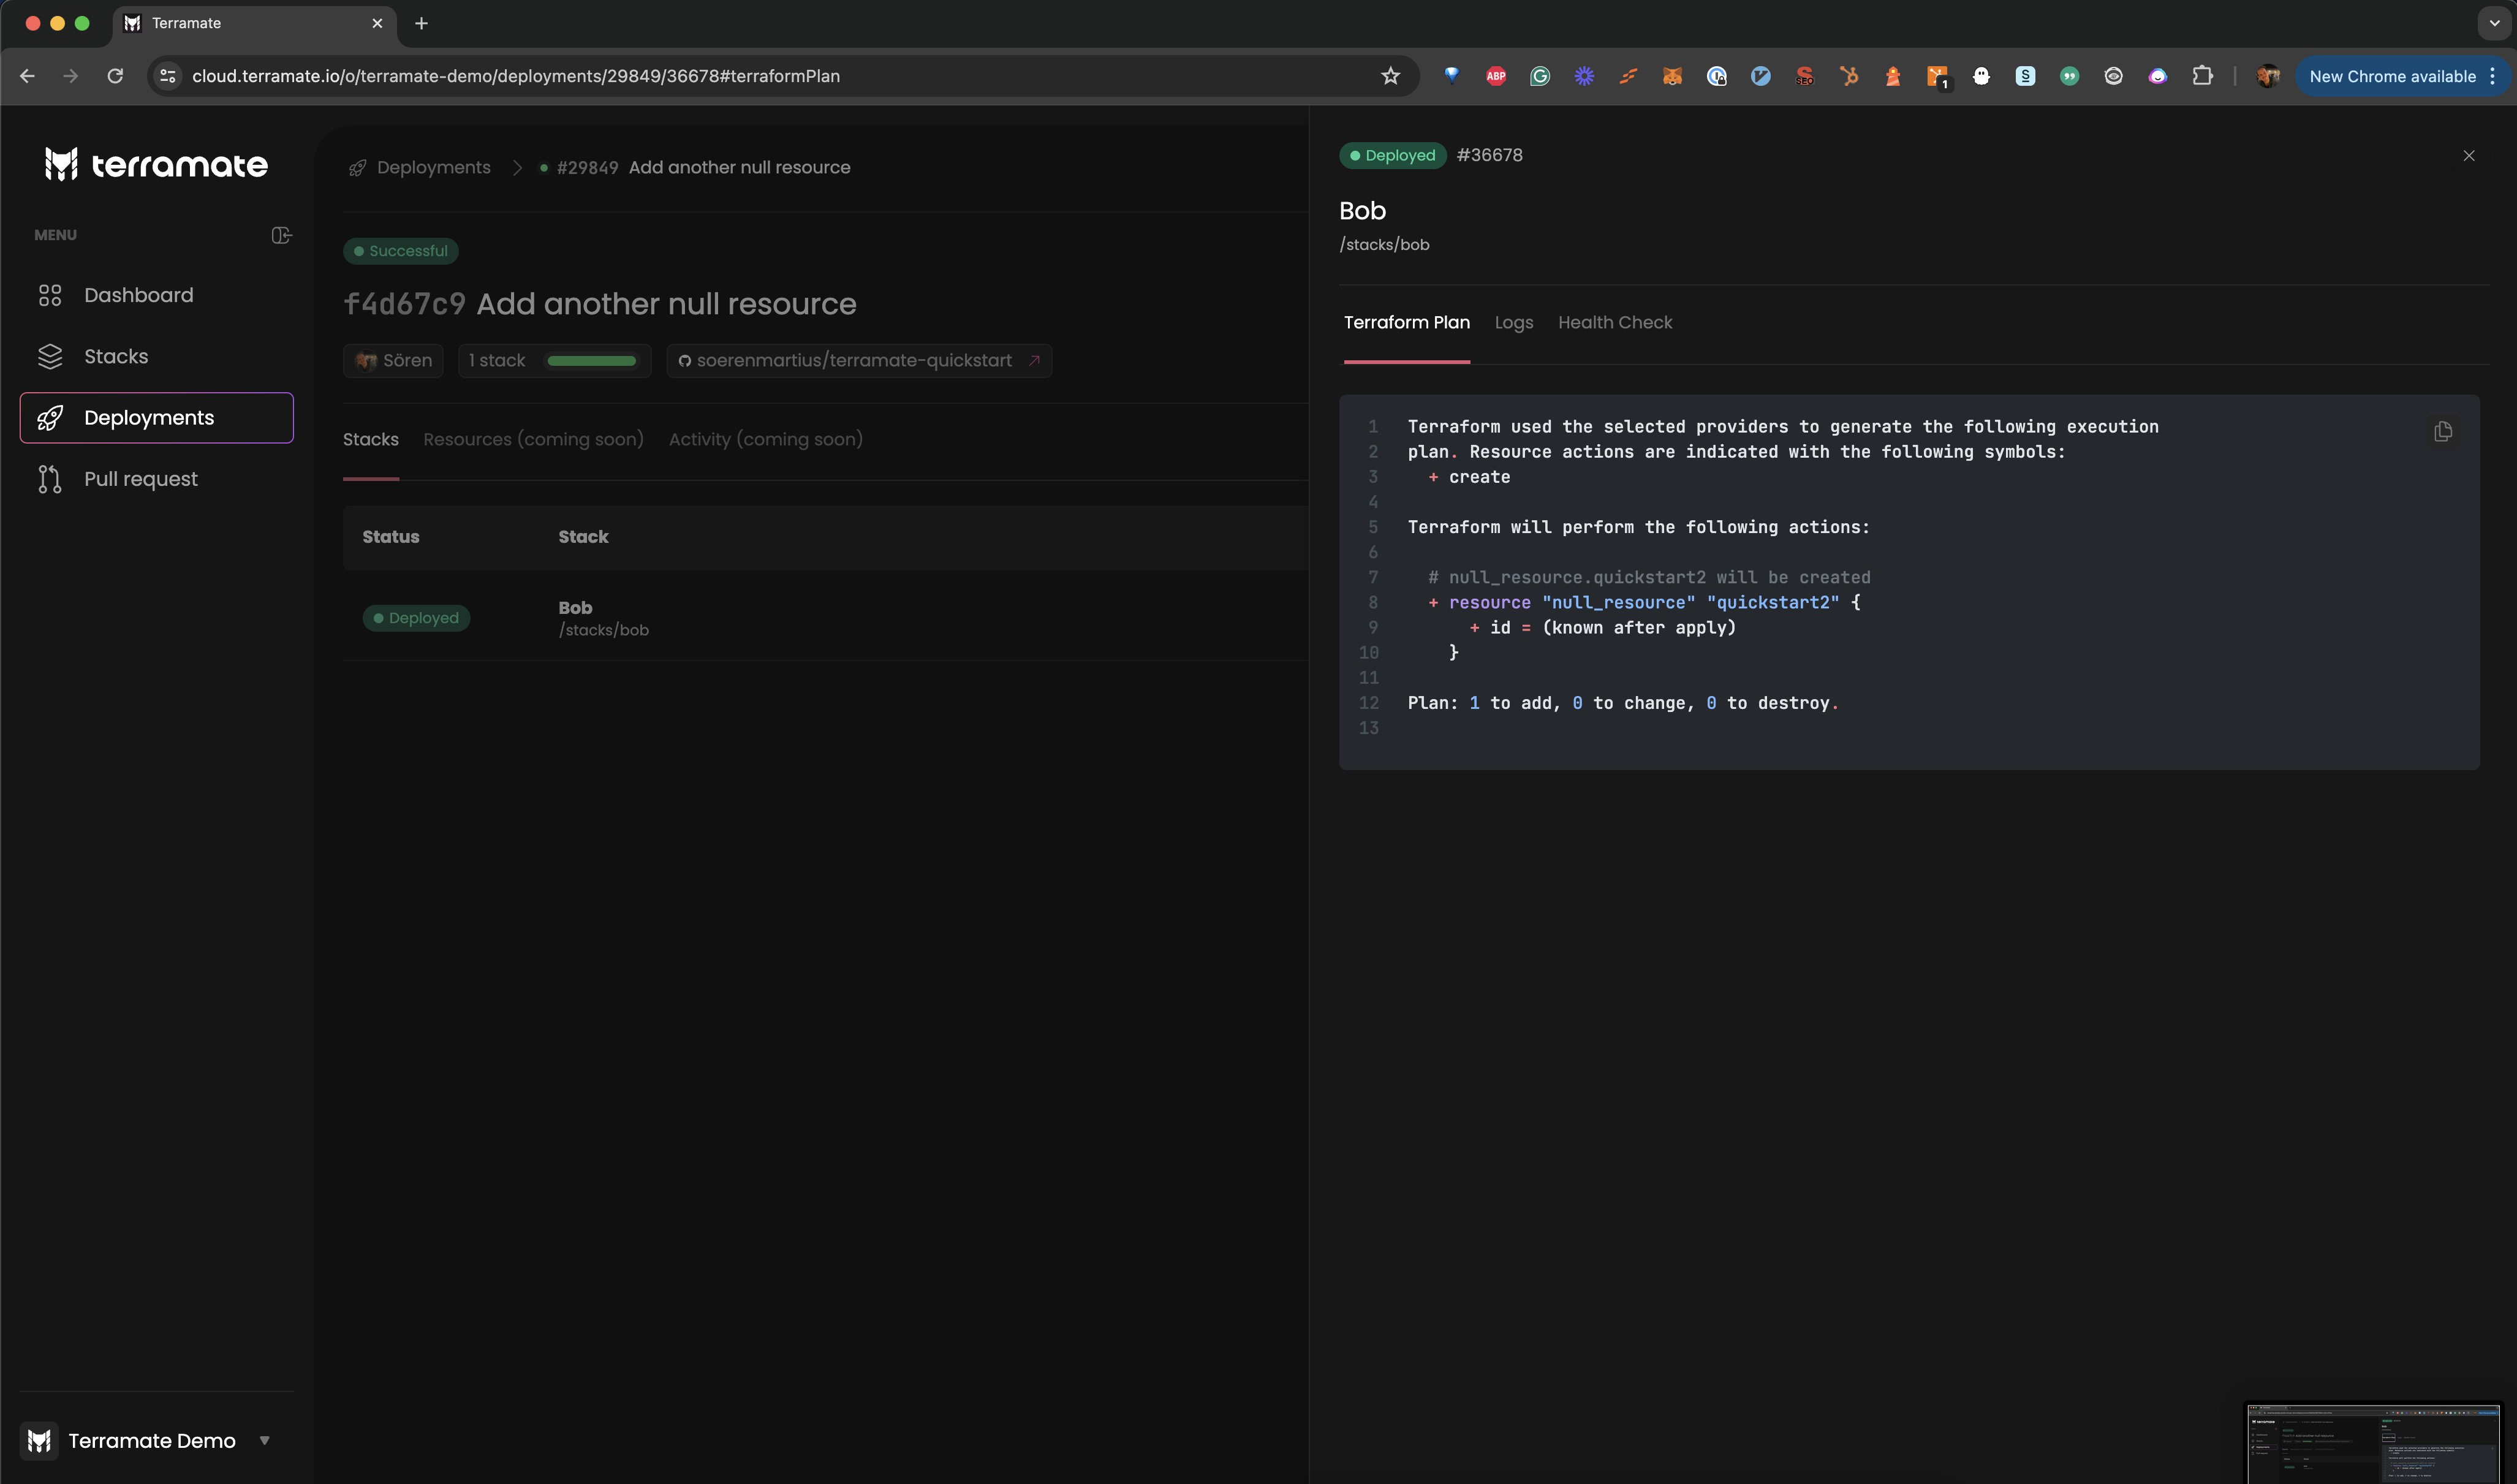 Terramate
cloud.terramate.io/o/terramate-demo/deployments/29849/36678#terraformPlan
ABP
SEO
1
S
New Chrome available
terramate
MENU
Dashboard
Stacks
Deployments
Pull request
Terramate Demo
Deployments
#29849 Add another null resource
Successful
f4d67c9 Add another null resource
Sören
1 stack
soerenmartius/terramate-quickstart
Stacks
Resources (coming soon)
Activity (coming soon)
Status
Stack
Deployed
Bob
/stacks/bob
Deployed
#36678
Bob
/stacks/bob
Terraform Plan
Logs
Health Check
1 Terraform used the selected providers to generate the following execution
2 plan. Resource actions are indicated with the following symbols:
3 + create
4
5 Terraform will perform the following actions:
6
7 # null_resource.quickstart2 will be created
8 + resource "null_resource" "quickstart2" {
9 + id = (known after apply)
10 }
11
12 Plan: 1 to add, 0 to change, 0 to destroy.
13